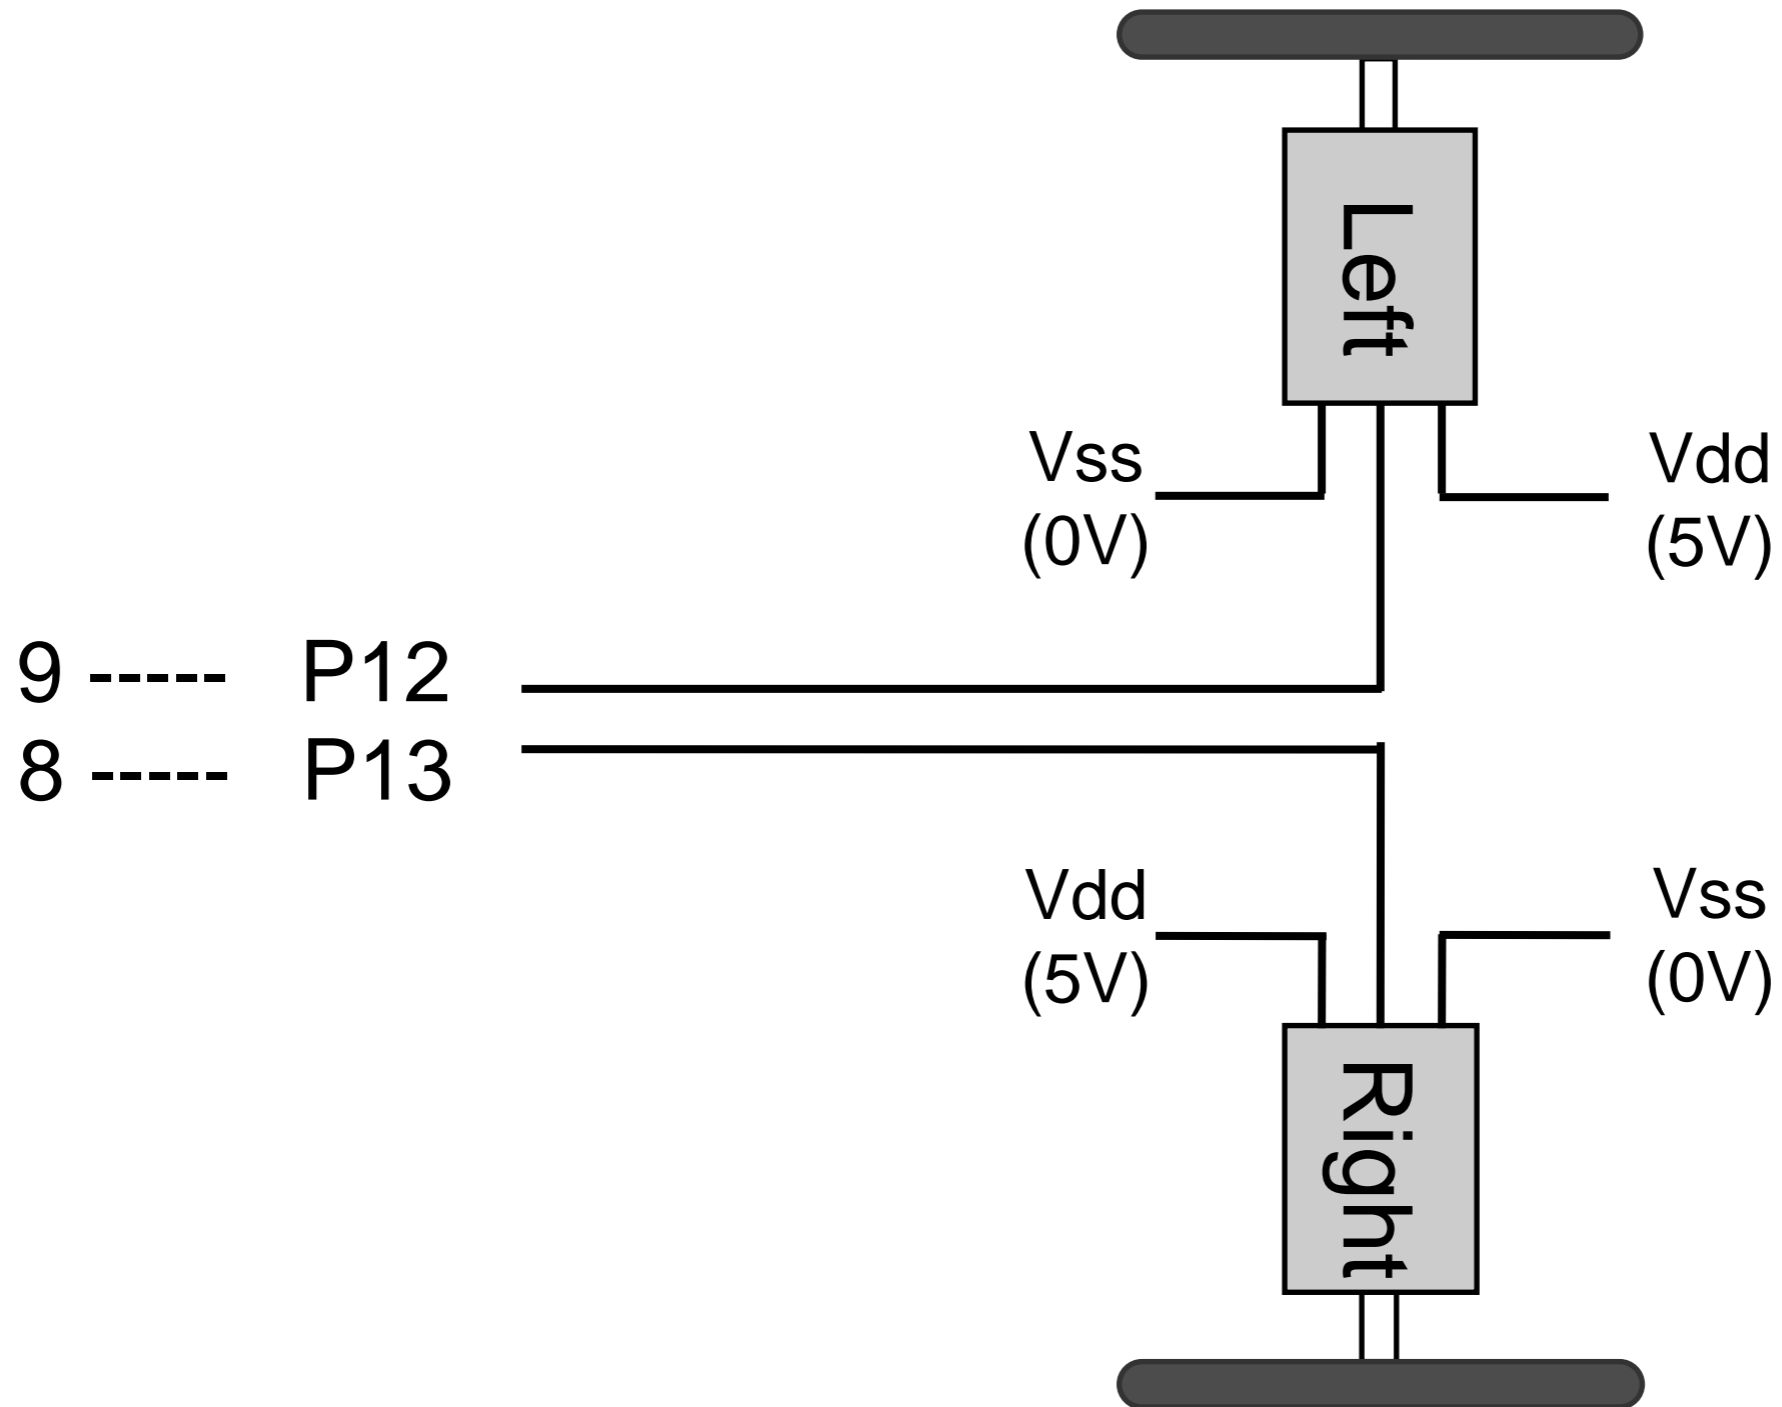 Left
Vss
(0V)
Vdd
(5V)
9 ----- P12
8 ----- P13
Vdd
(5V)
Vss
(0V)
Right